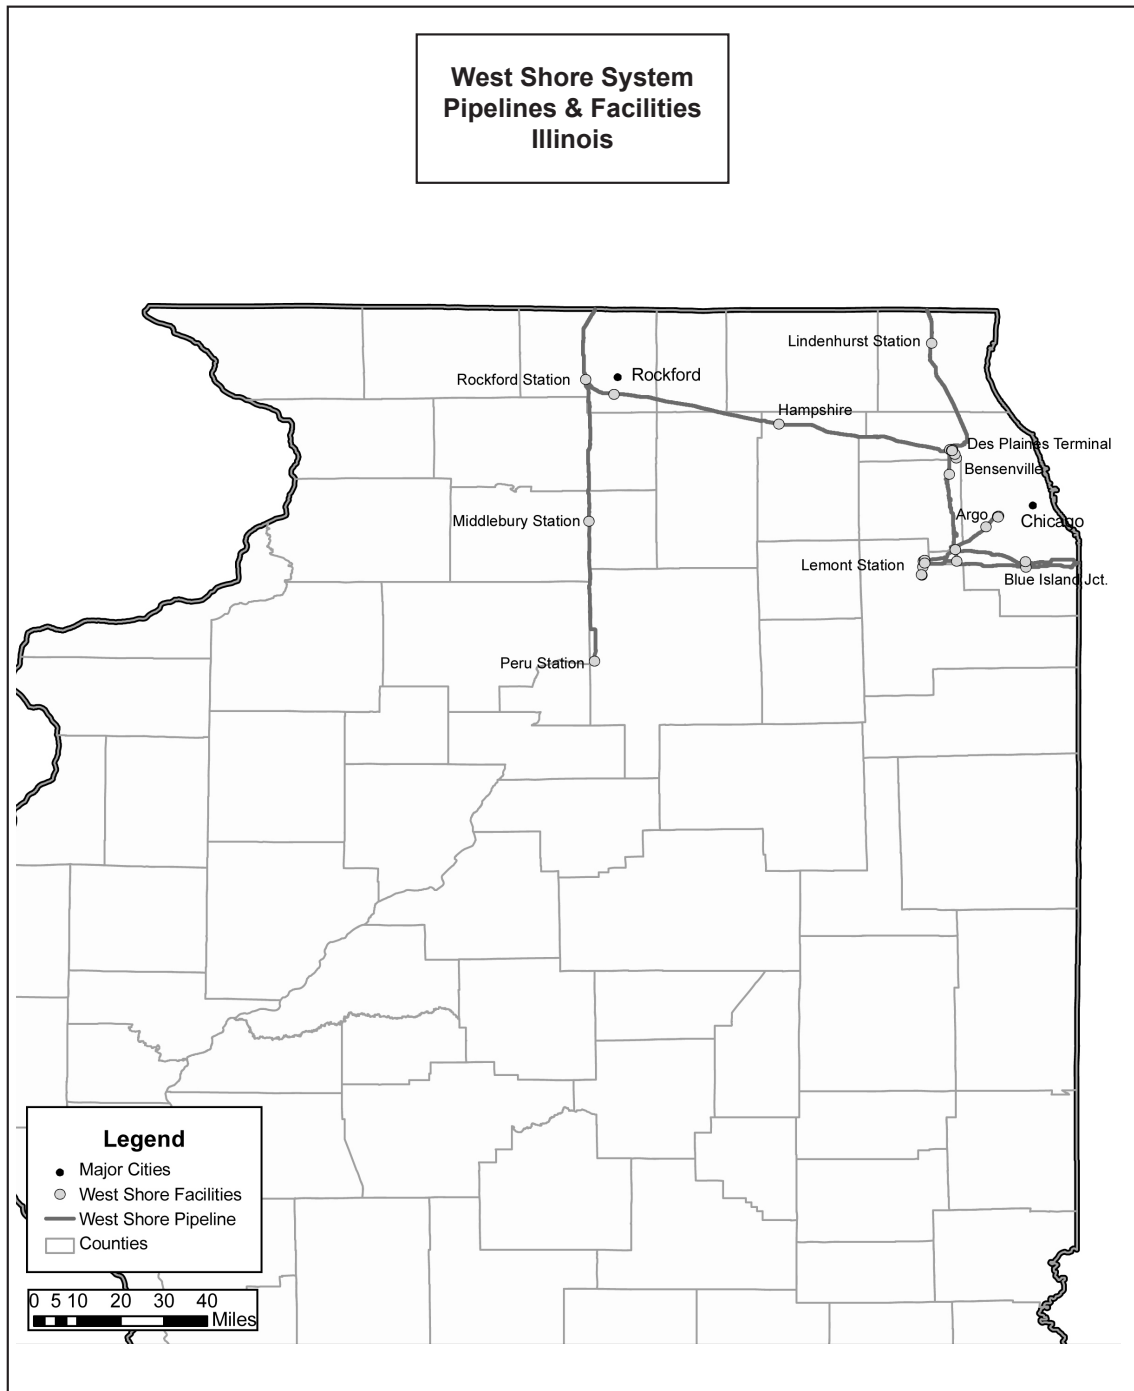 West Shore System
Pipelines & Facilities
Illinois
Lindenhurst Station
Rockford Station
Rockford
Hampshire
Des Plaines Terminal
Bensenville
Argo
Chicago
Middlebury Station
Lemont Station
Blue Island Jct.
Peru Station
Legend
Major Cities
West Shore Facilities
West Shore Pipeline
Counties
0 5 10 20 30 40
Miles